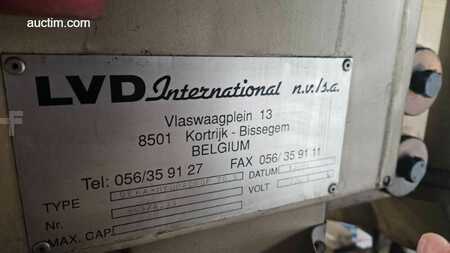 auctim.com
LVD International n.v./s.a.
Vlaswaagplein 13
8501 Kortrijk - Bissegem
BELGIUM
Tel: 056/35 91 27 FAX 056/35 91 11
TYPE DATUM
Nr. VOLT
MAX. CAP.